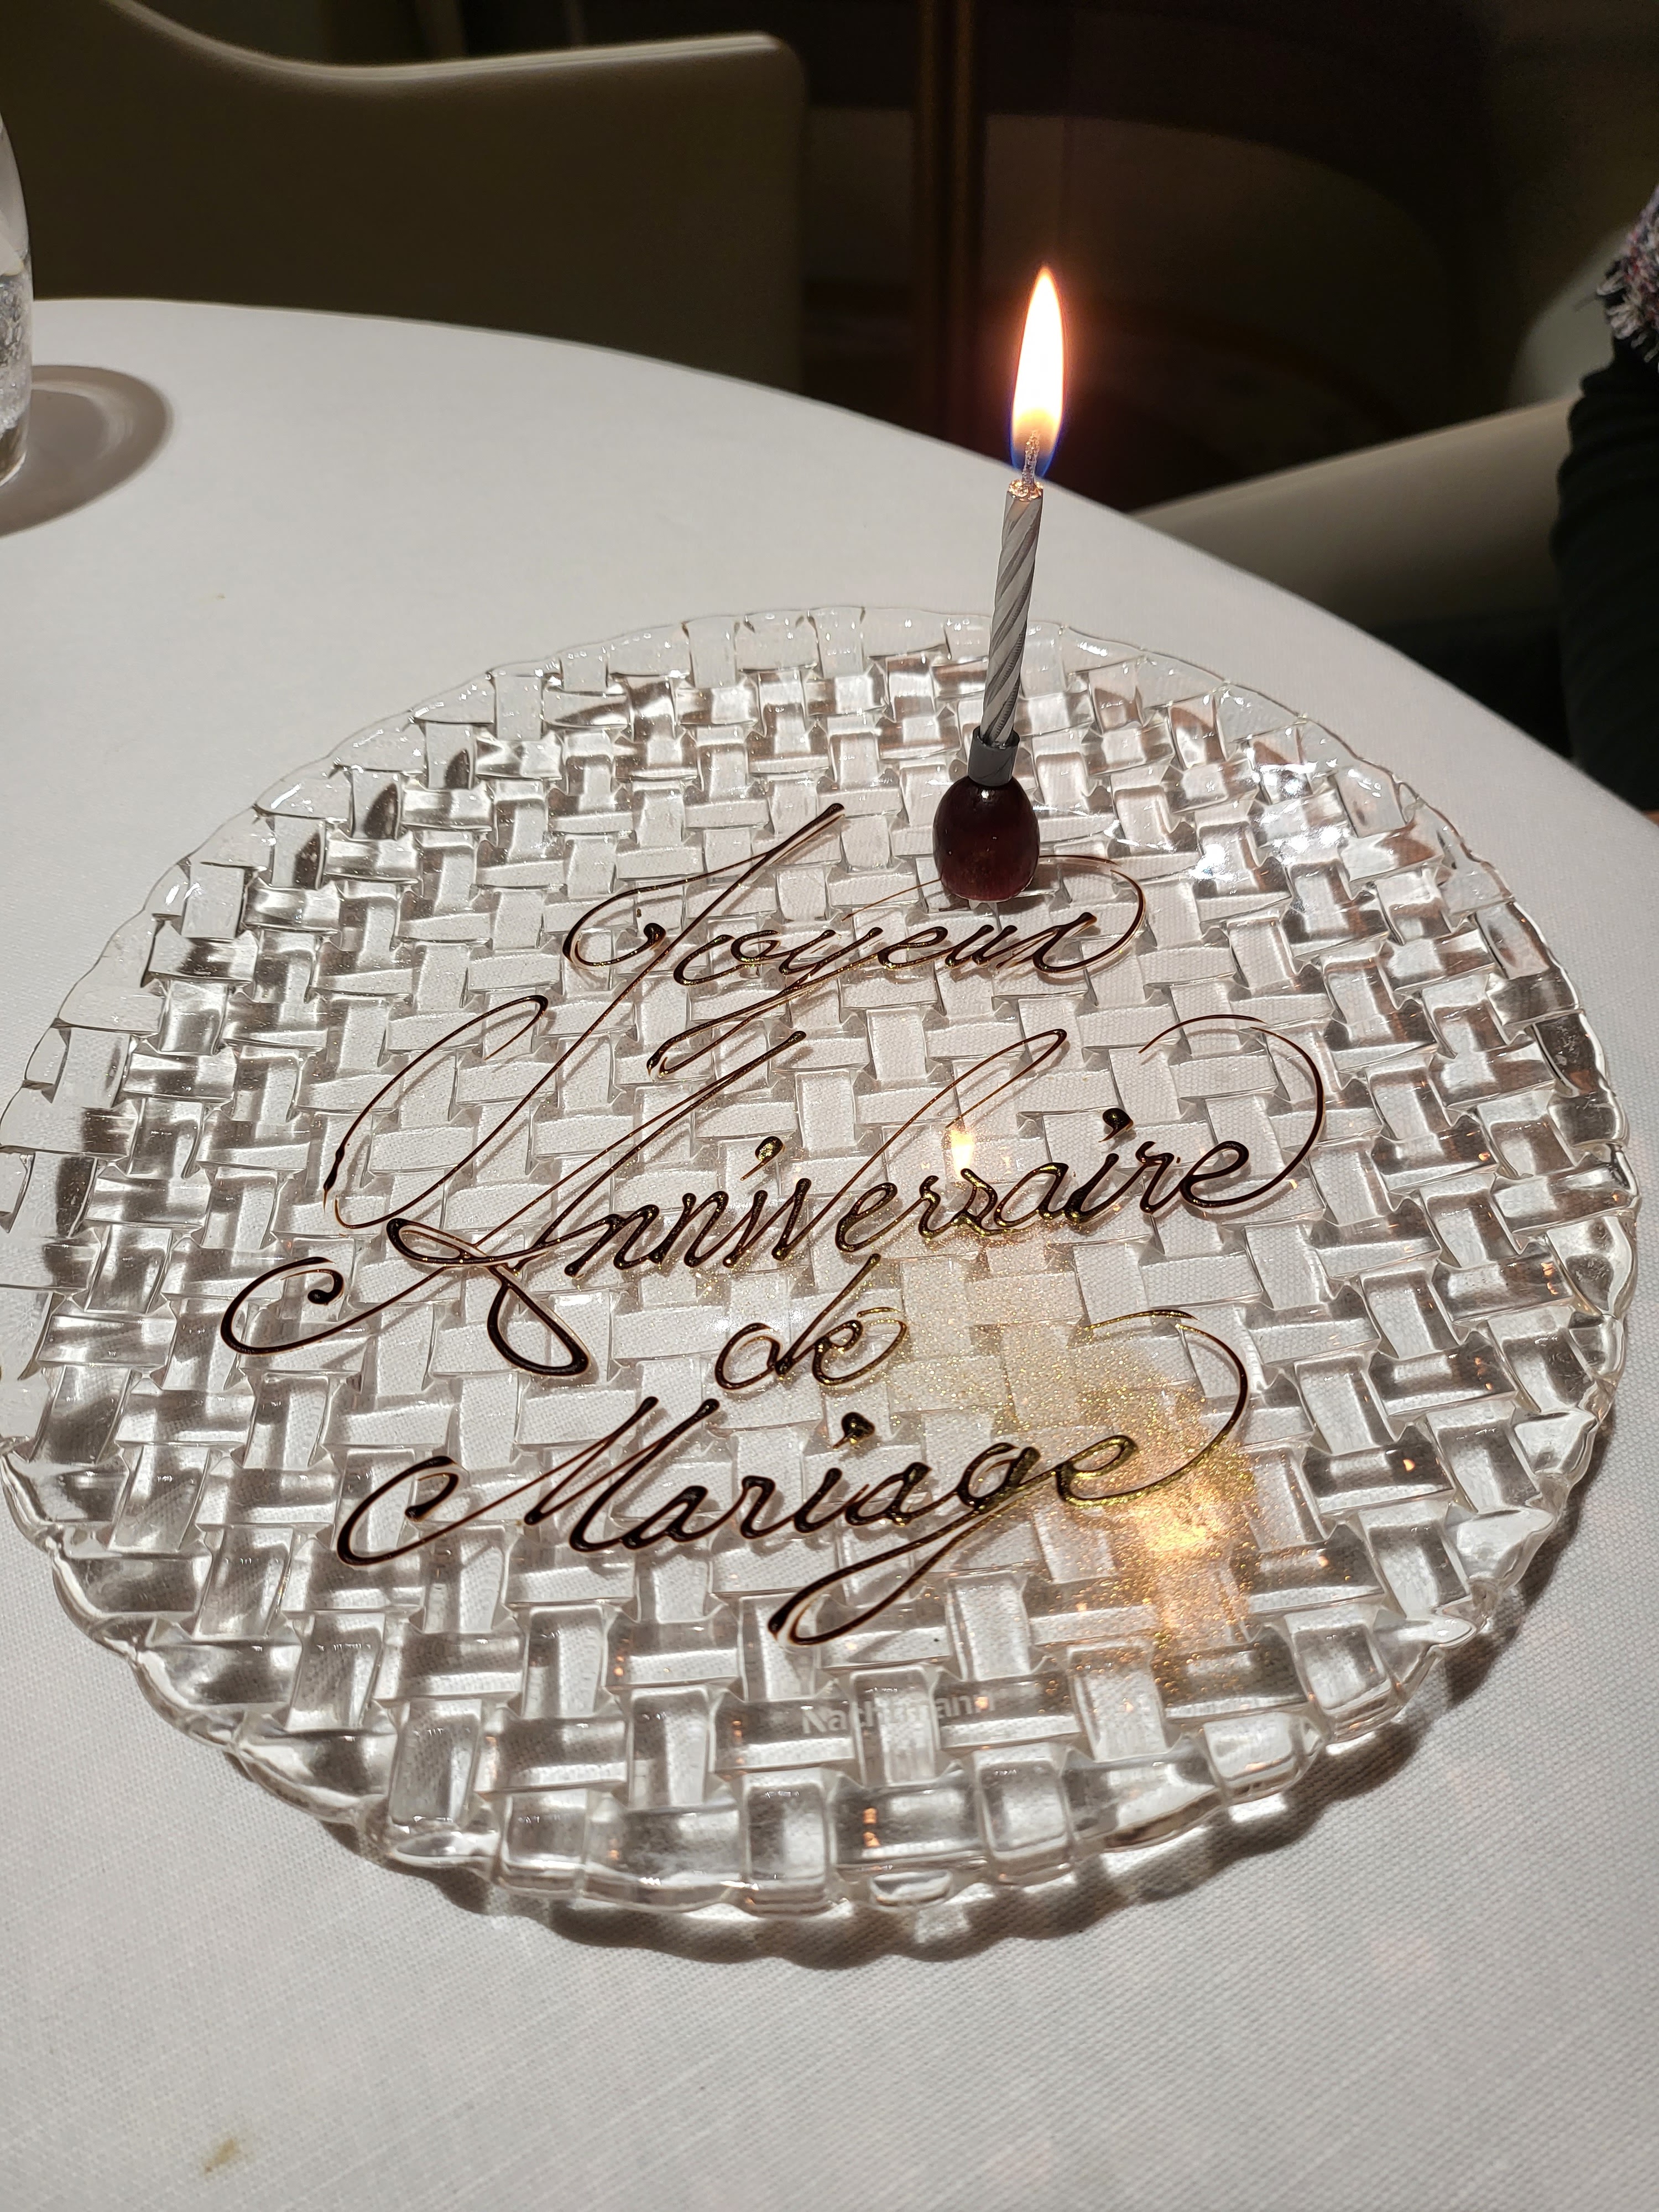 Joyeux
Anniversaire
de
Mariage
Nachtmann